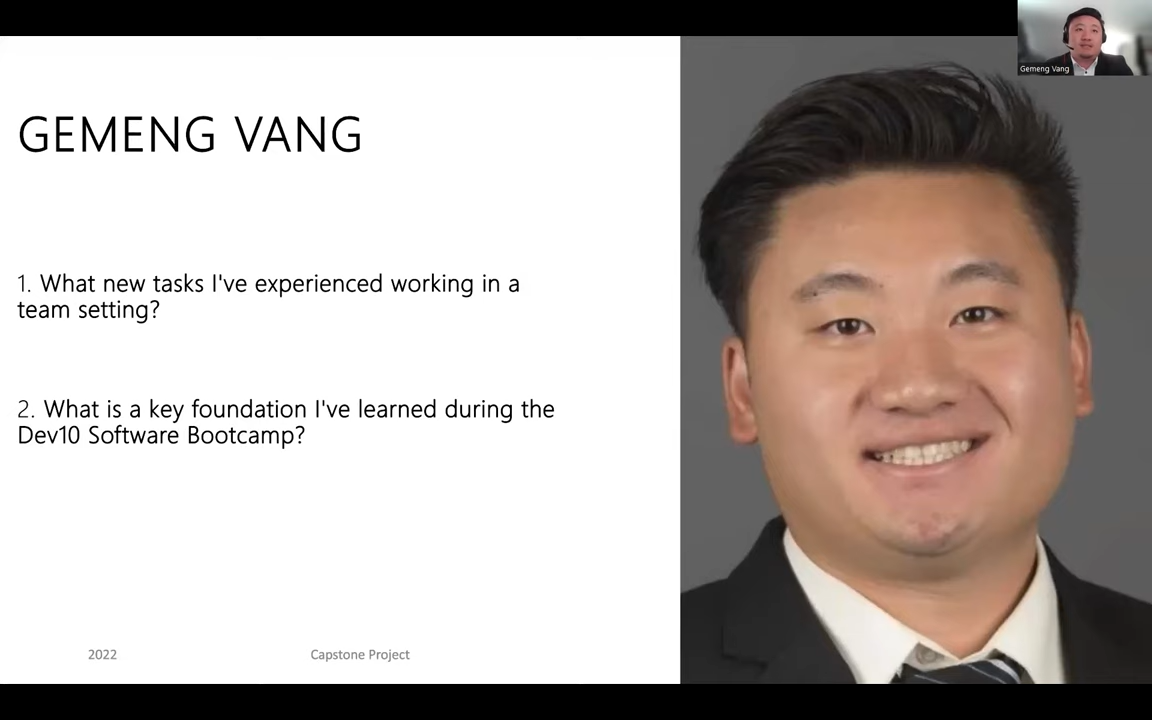 Gemeng Vang
GEMENG VANG
1. What new tasks I've experienced working in a
team setting?
2. What is a key foundation I've learned during the
Dev10 Software Bootcamp?
2022
Capstone Project